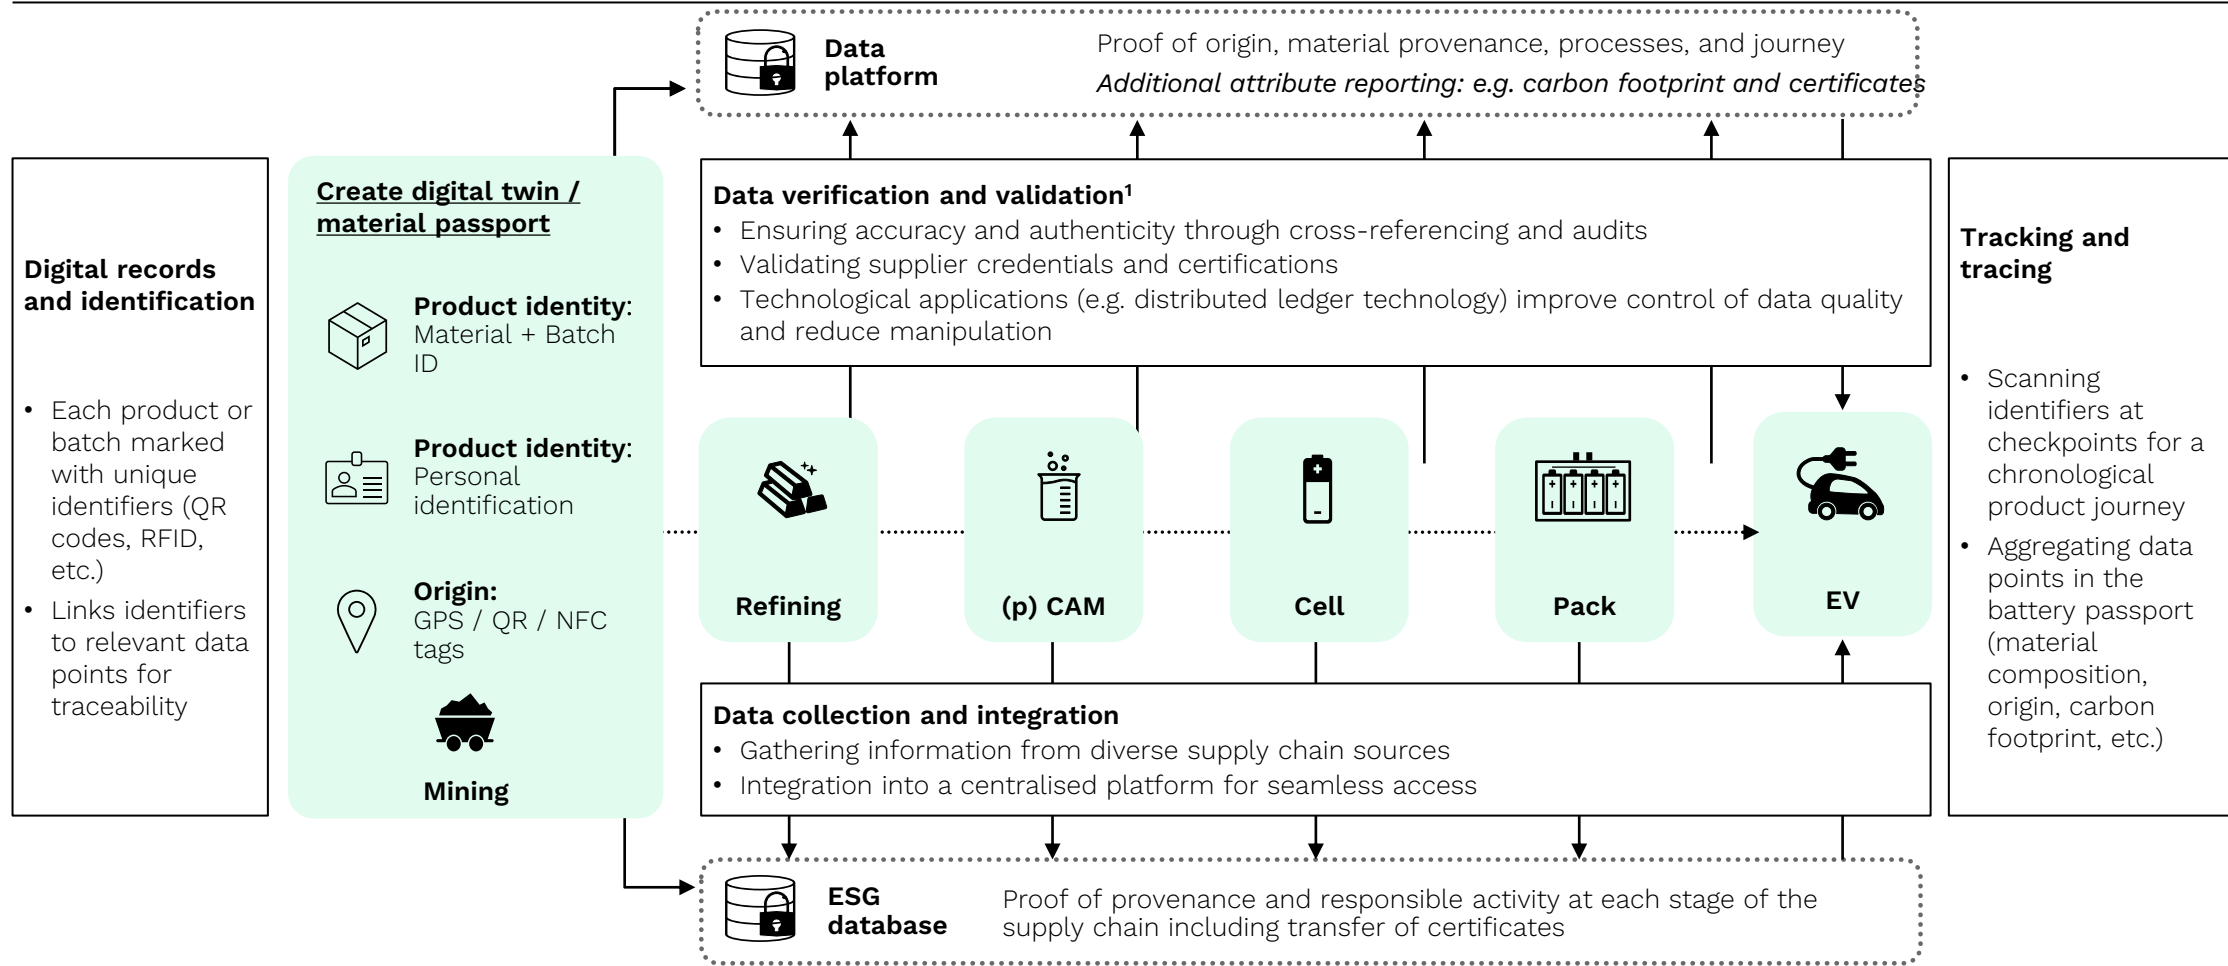 Data
platform
Proof of origin, material provenance, processes, and journey
Additional attribute reporting: e.g. carbon footprint and certificates
Digital records
and identification
• Each product or
batch marked
with unique
identifiers (QR
codes, RFID,
etc.)
• Links identifiers
to relevant data
points for
traceability
Create digital twin /
material passport
Product identity:
Material + Batch
ID
Product identity:
Personal
identification
Origin:
GPS / QR / NFC
tags
Mining
Data verification and validation¹
• Ensuring accuracy and authenticity through cross-referencing and audits
• Validating supplier credentials and certifications
• Technological applications (e.g. distributed ledger technology) improve control of data quality
and reduce manipulation
Refining
(p) CAM
Cell
Pack
EV
Data collection and integration
• Gathering information from diverse supply chain sources
• Integration into a centralised platform for seamless access
ESG
database
Proof of provenance and responsible activity at each stage of the
supply chain including transfer of certificates
Tracking and
tracing
• Scanning
identifiers at
checkpoints for a
chronological
product journey
• Aggregating data
points in the
battery passport
(material
composition,
origin, carbon
footprint, etc.)